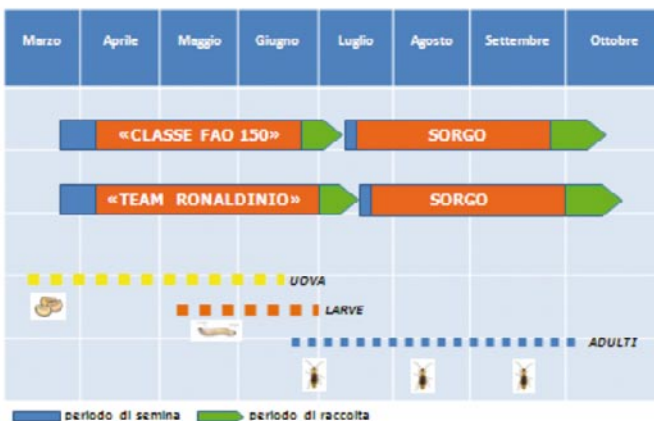 Marzo Aprile Maggio Giugno Luglio Agosto Settembre Ottobre
«CLASSE FAO 150» SORGO
«TEAM RONALDINIO» SORGO
UOVA
LARVE
ADULTI
periodo di semina periodo di raccolta